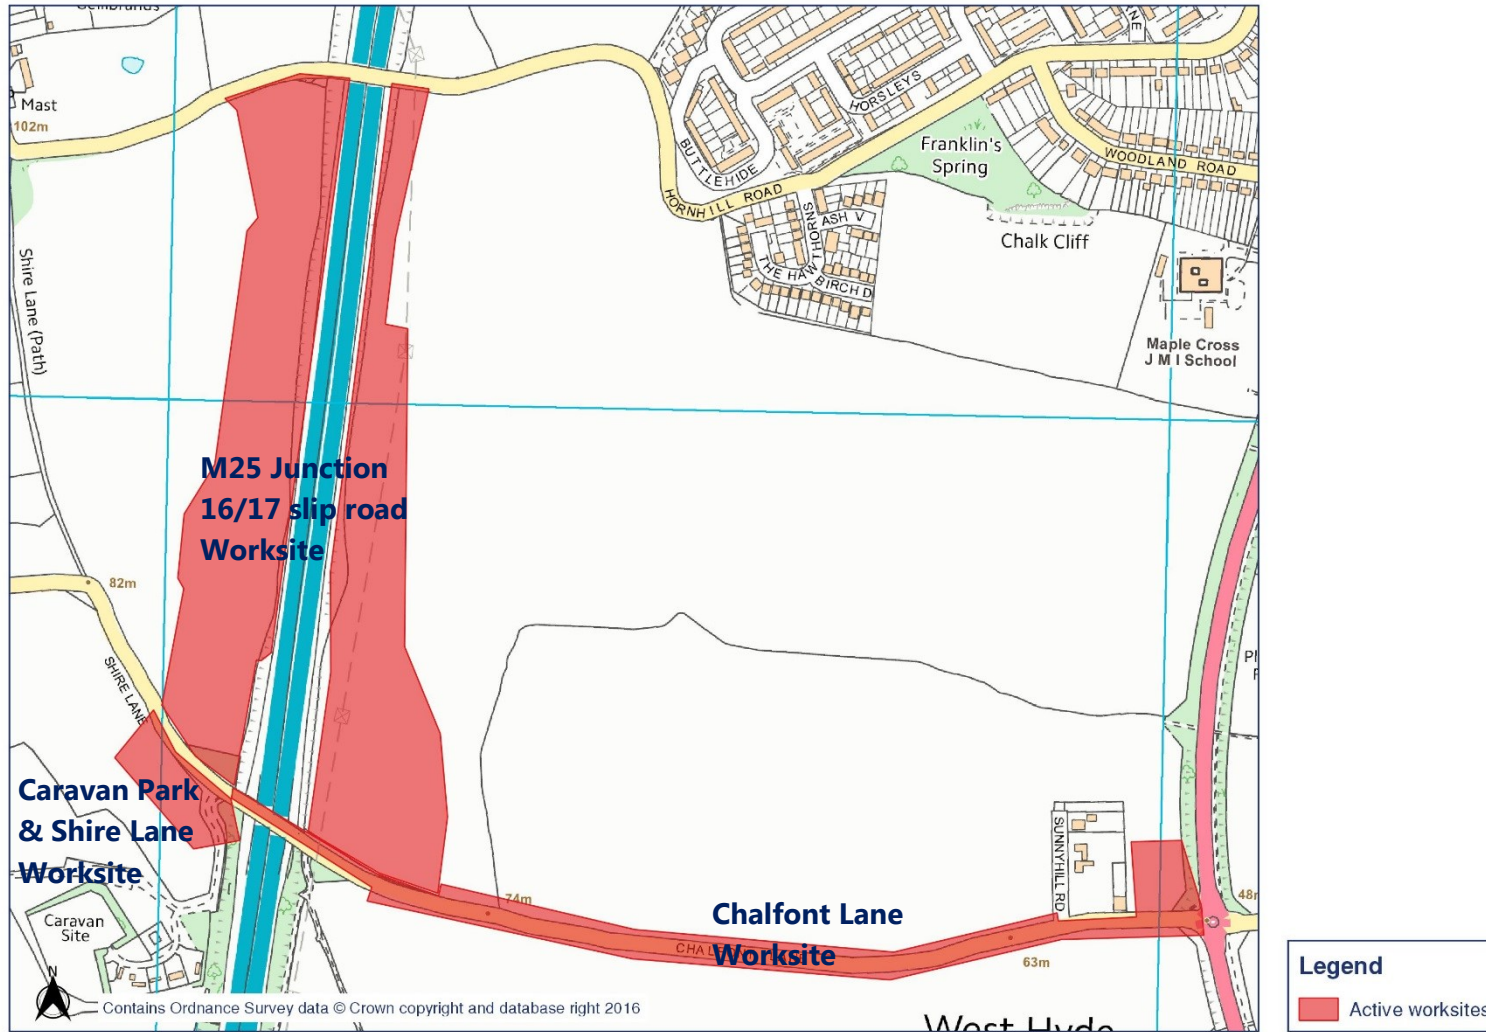 Mast
102m
Shire Lane (Path)
BUTTLEHIDE
HORSLEYS
HORNHILL ROAD
Franklin's
Spring
WOODLAND ROAD
ASH V
THE HAWTHORNS
BIRCH D
Chalk Cliff
Maple Cross
J M I School
M25 Junction
16/17 slip road
Worksite
82m
SHIRE LANE
Caravan Park
& Shire Lane
Worksite
Caravan
Site
74m
Chalfont Lane
Worksite
63m
SUNNYHILL RD
48m
West Hyde
N
Contains Ordnance Survey data © Crown copyright and database right 2016
Legend
Active worksites